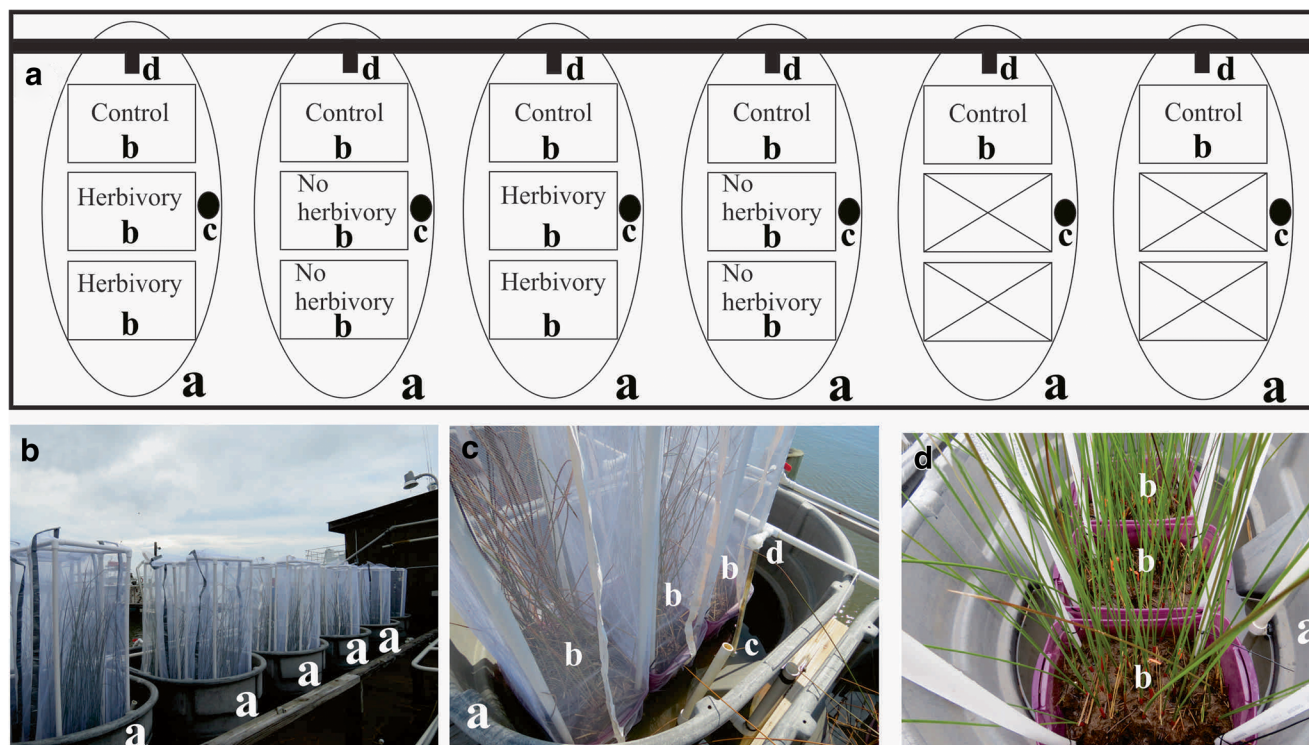 a
d d d d d d
Control Control Control Control Control Control
b b b b b b
Herbivory
b
No
herbivory
b
Herbivory
b
No
herbivory
b
c c c c c c
Herbivory
b
No
herbivory
b
Herbivory
b
No
herbivory
b
a a a a a a
b
a a a a a
c
b b b
d
c
a
d
b
b
b
c
a